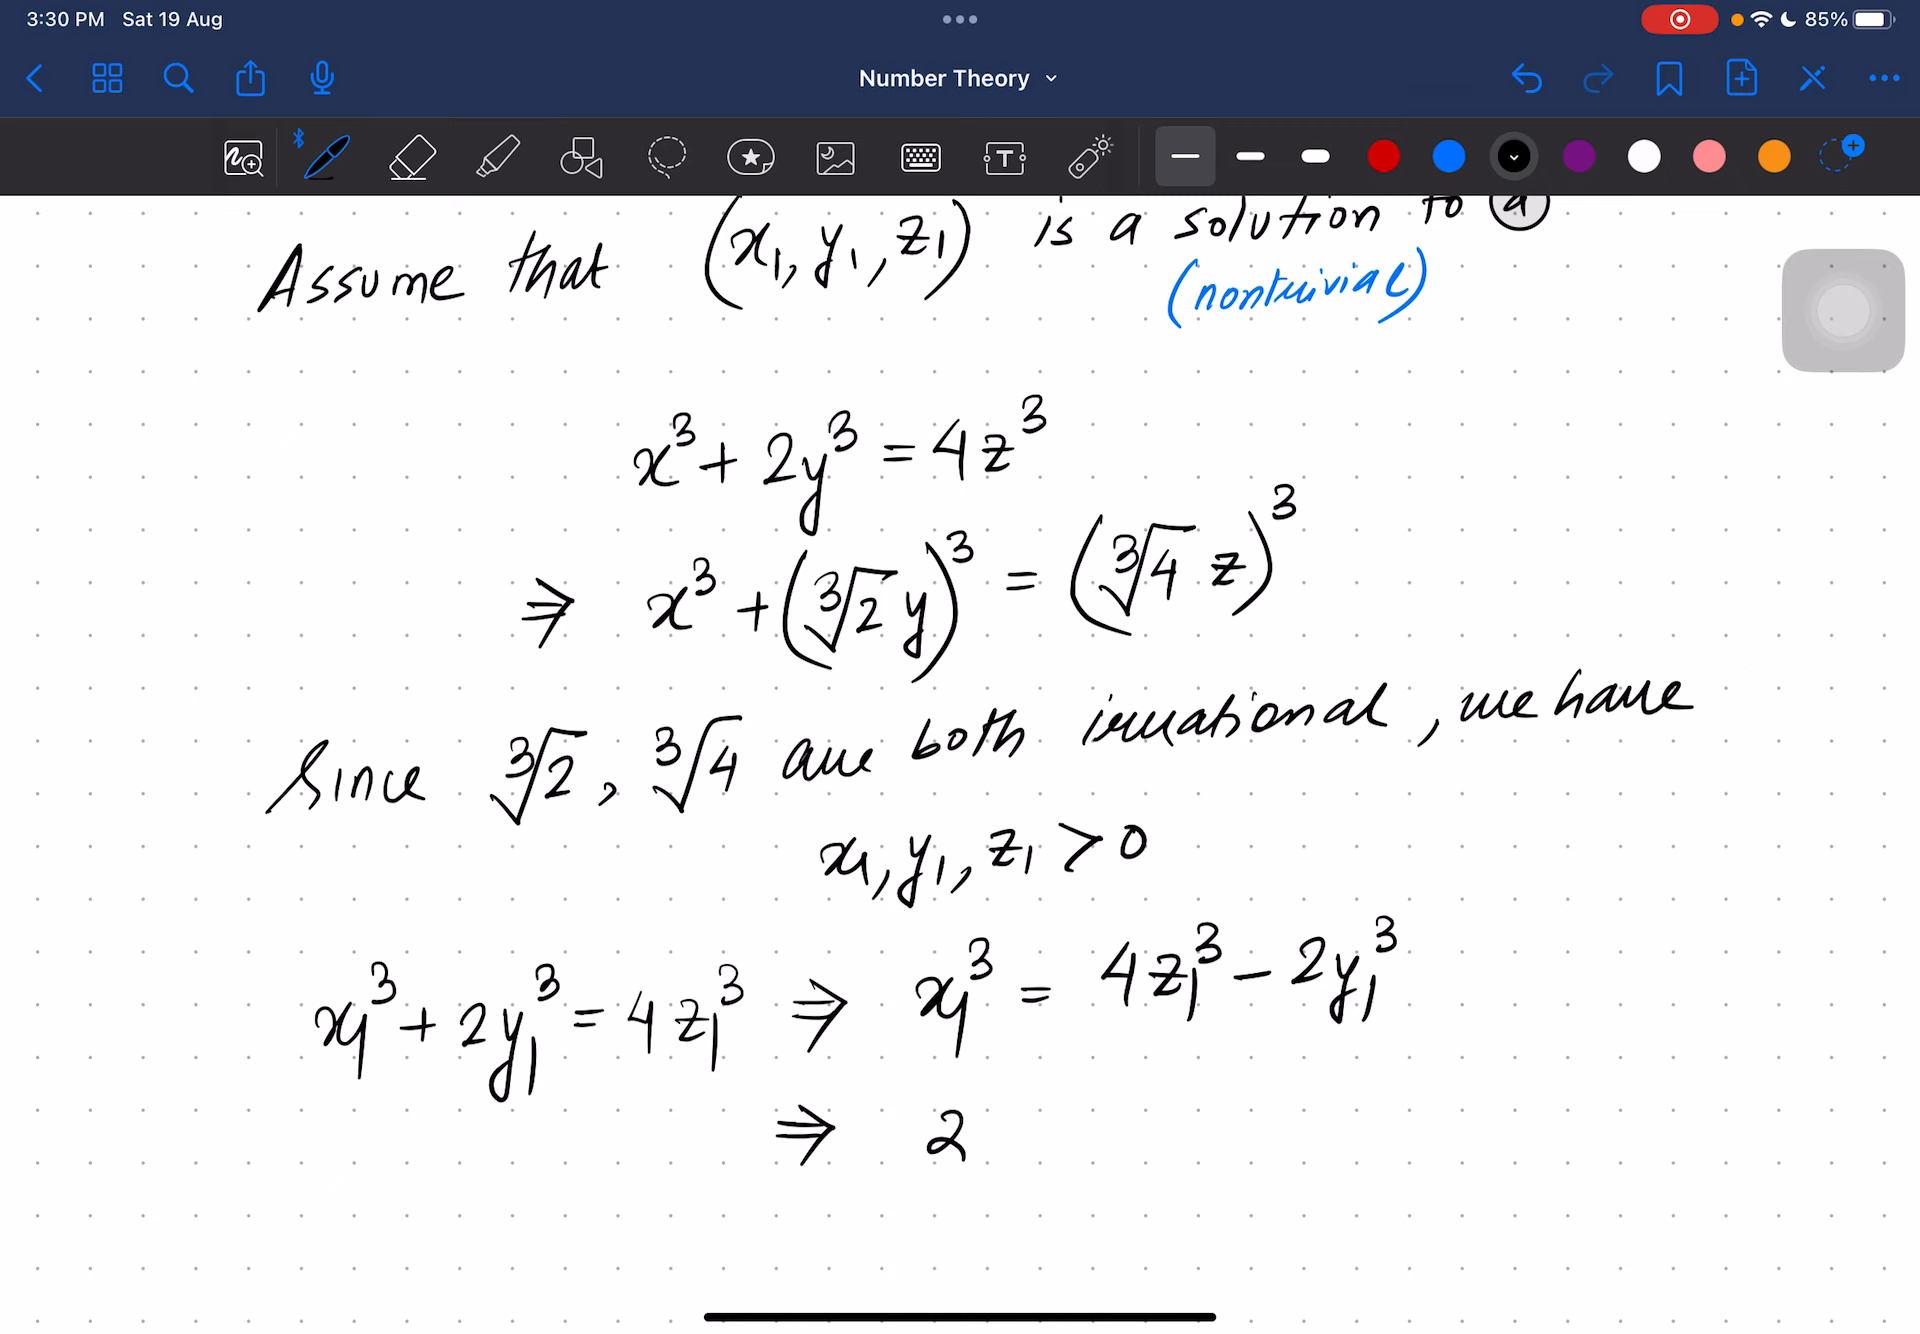 3:30 PM Sat 19 Aug
85%
Number Theory
T
Assume that (x₁, y₁, z₁) is a solution to ⓐ
(nontrivial)
x³ + 2y³ = 4z³
⇒ x³ + (∛2 y)³ = (∛4 z)³
Since ∛2, ∛4 are both irrational, we have
x₁, y₁, z₁ > 0
x₁³ + 2y₁³ = 4z₁³ ⇒ x₁³ = 4z₁³ − 2y₁³
⇒ 2